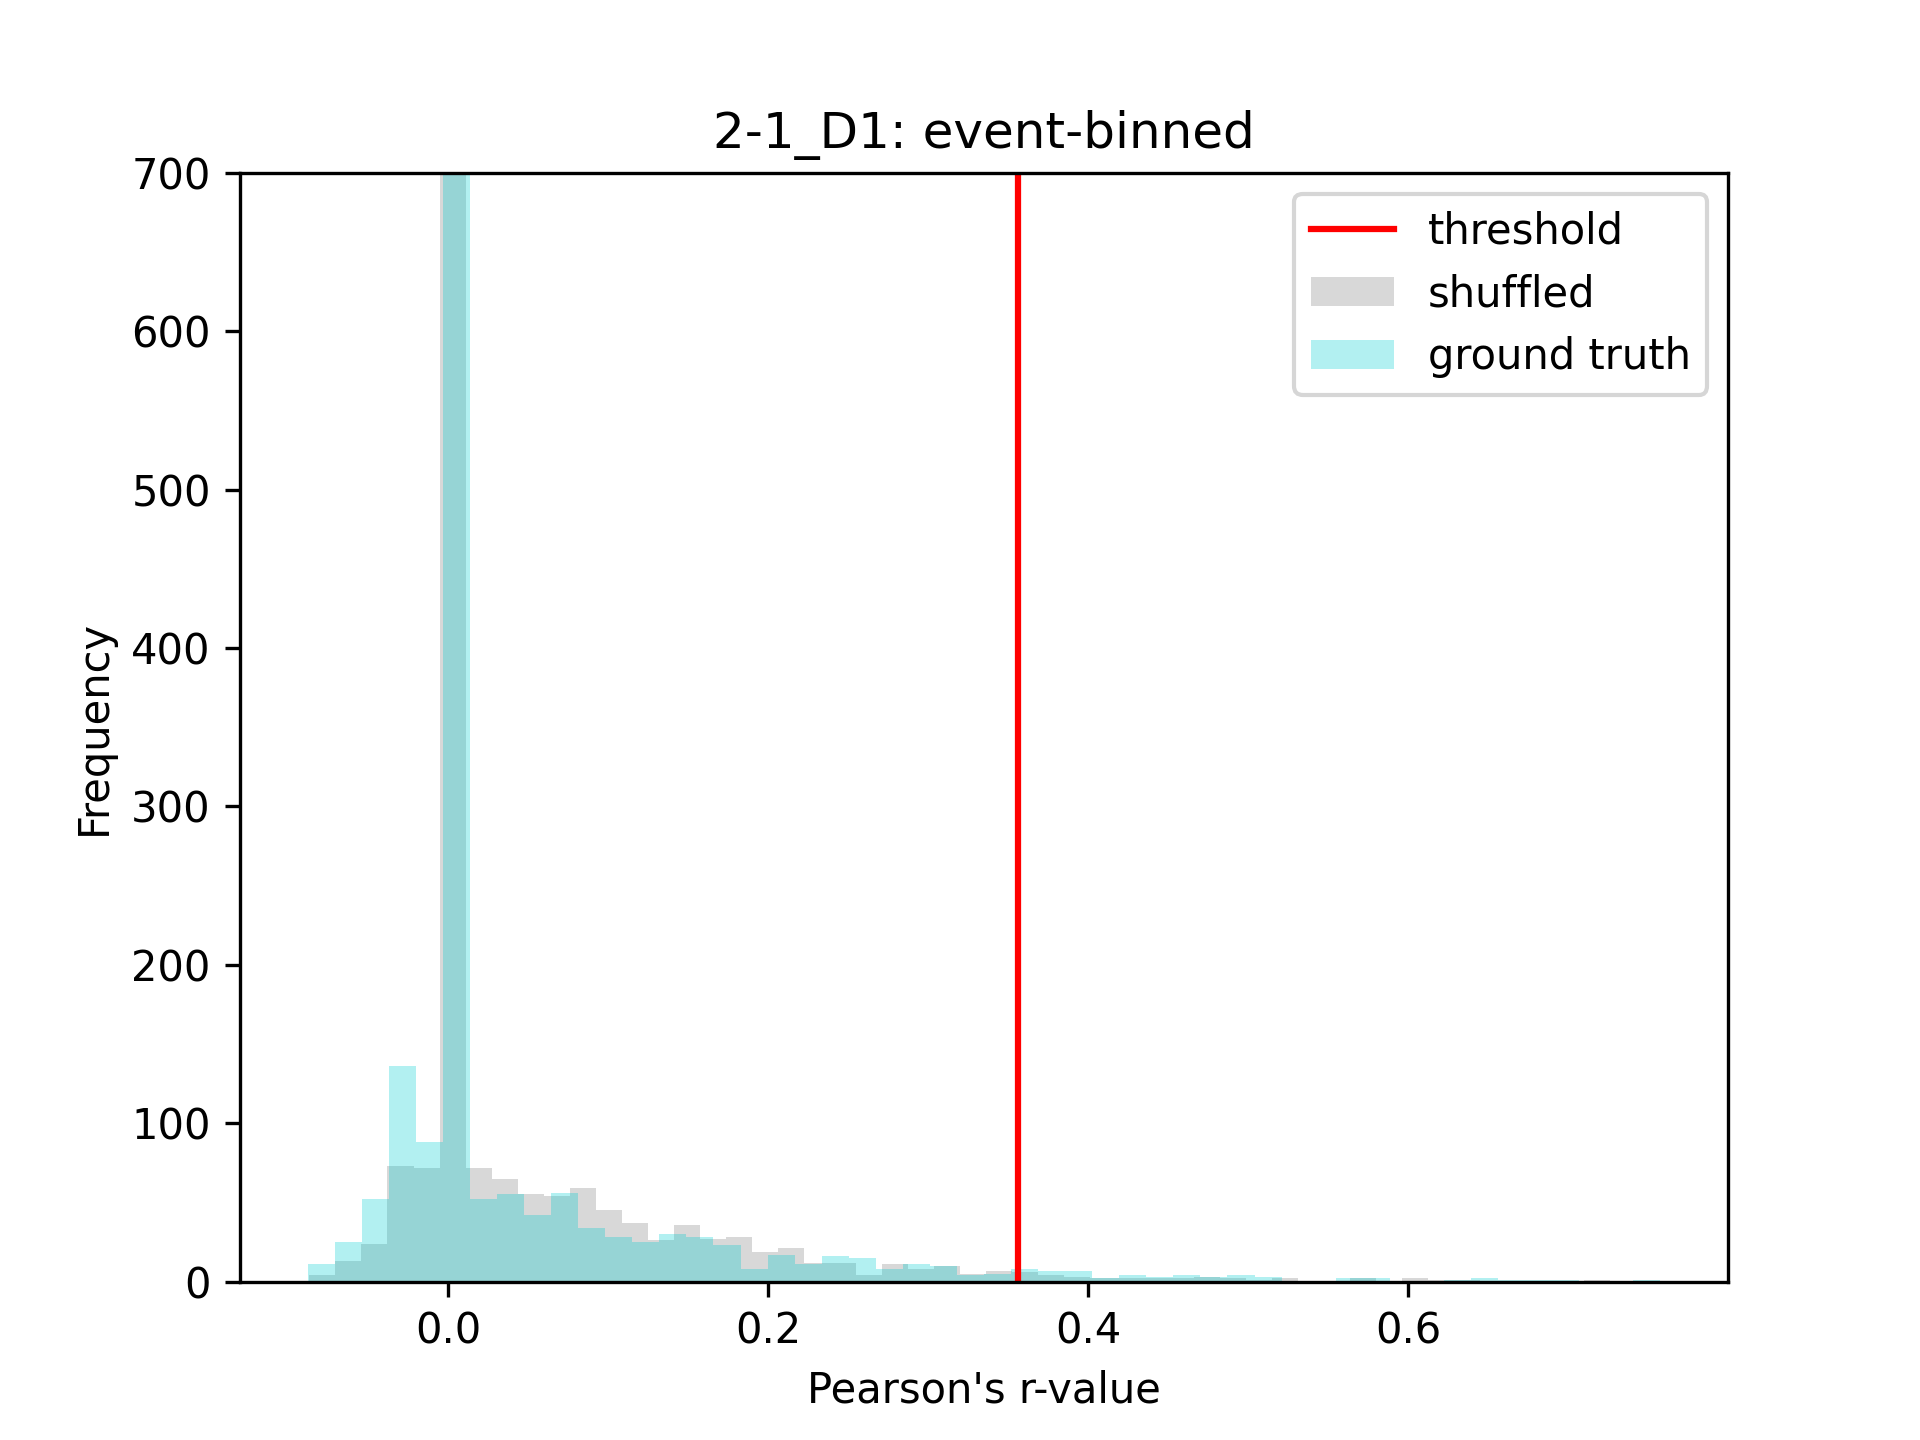 2-1_D1: event-binned
700
600
500
400
300
200
100
0
Frequency
threshold
shuffled
ground truth
0.0 0.2 0.4 0.6
Pearson's r-value